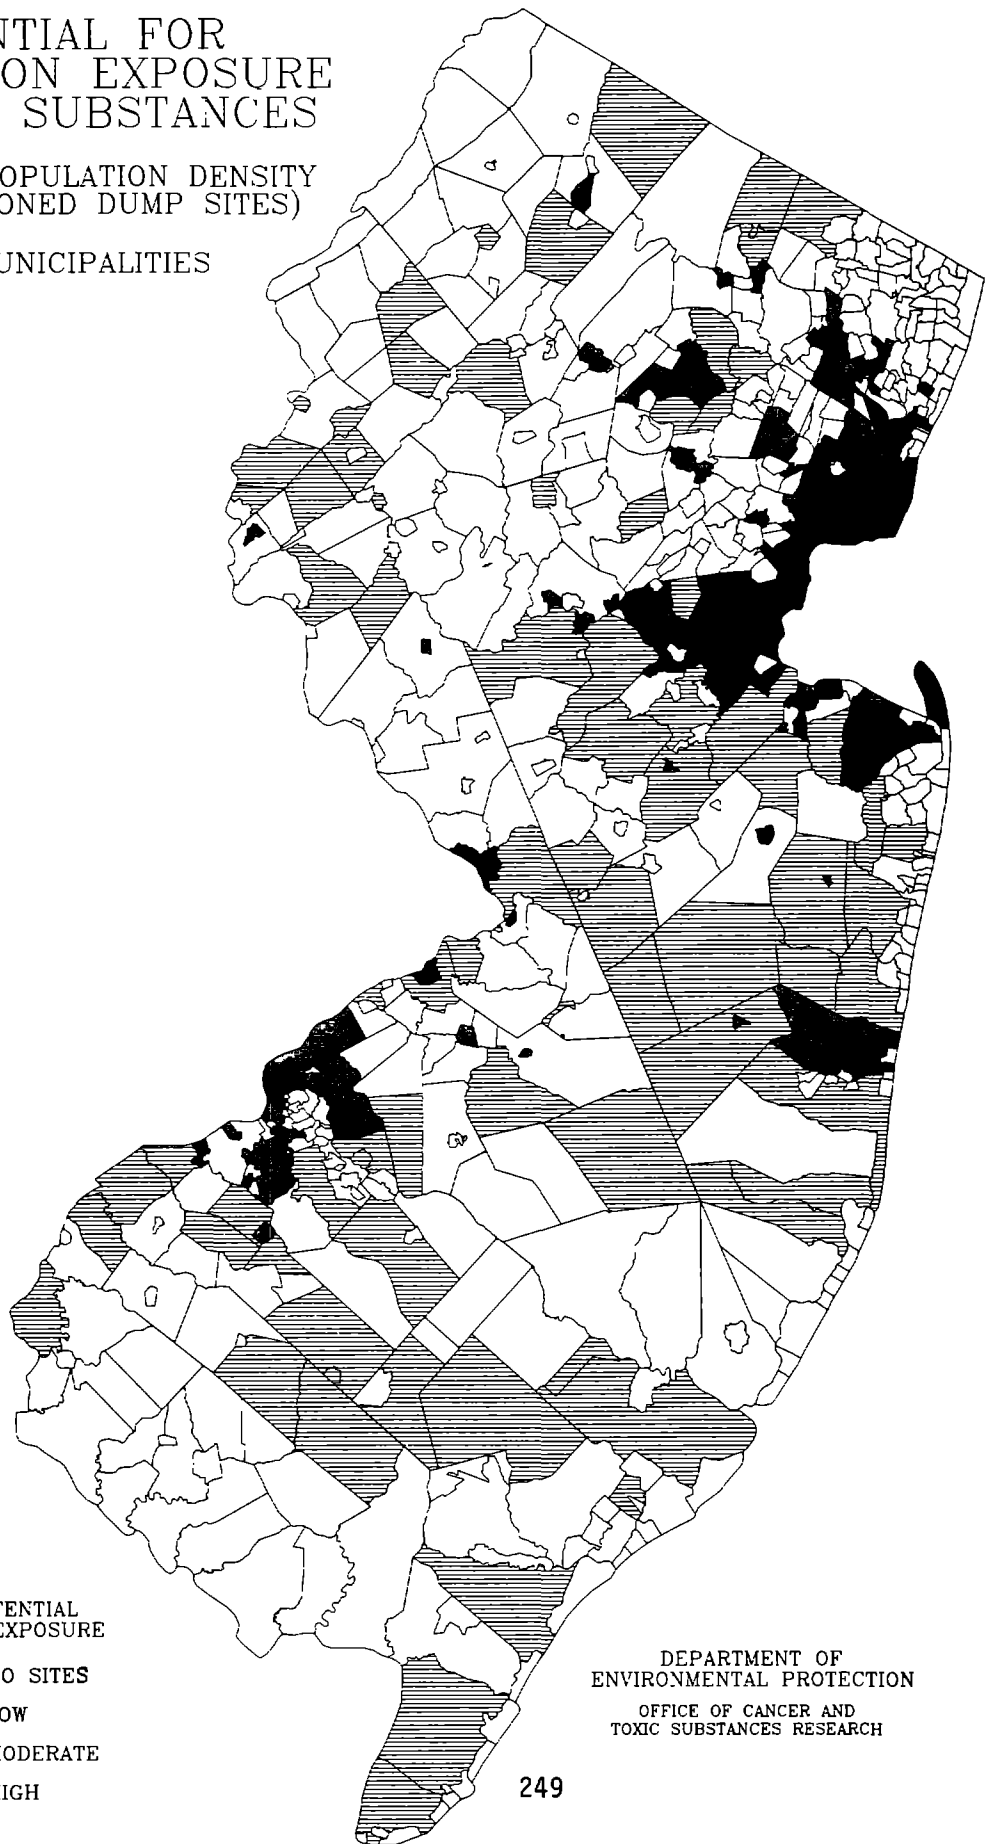 NTIAL FOR
ON EXPOSURE
SUBSTANCES
OPULATION DENSITY
ONED DUMP SITES)
UNICIPALITIES
TENTIAL
EXPOSURE
O SITES
OW
ODERATE
IGH
DEPARTMENT OF
ENVIRONMENTAL PROTECTION
OFFICE OF CANCER AND
TOXIC SUBSTANCES RESEARCH
249